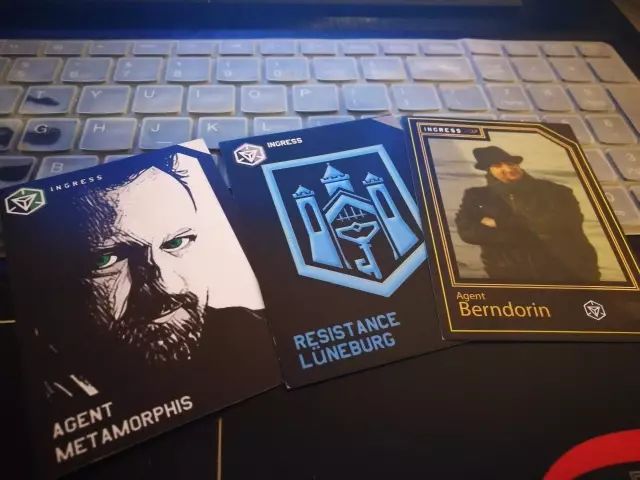 INGRESS
AGENT
METAMORPHIS
INGRESS
RESISTANCE
LÜNEBURG
INGRESS
Agent
Berndorin
T Y U I O P
G H J K L
B